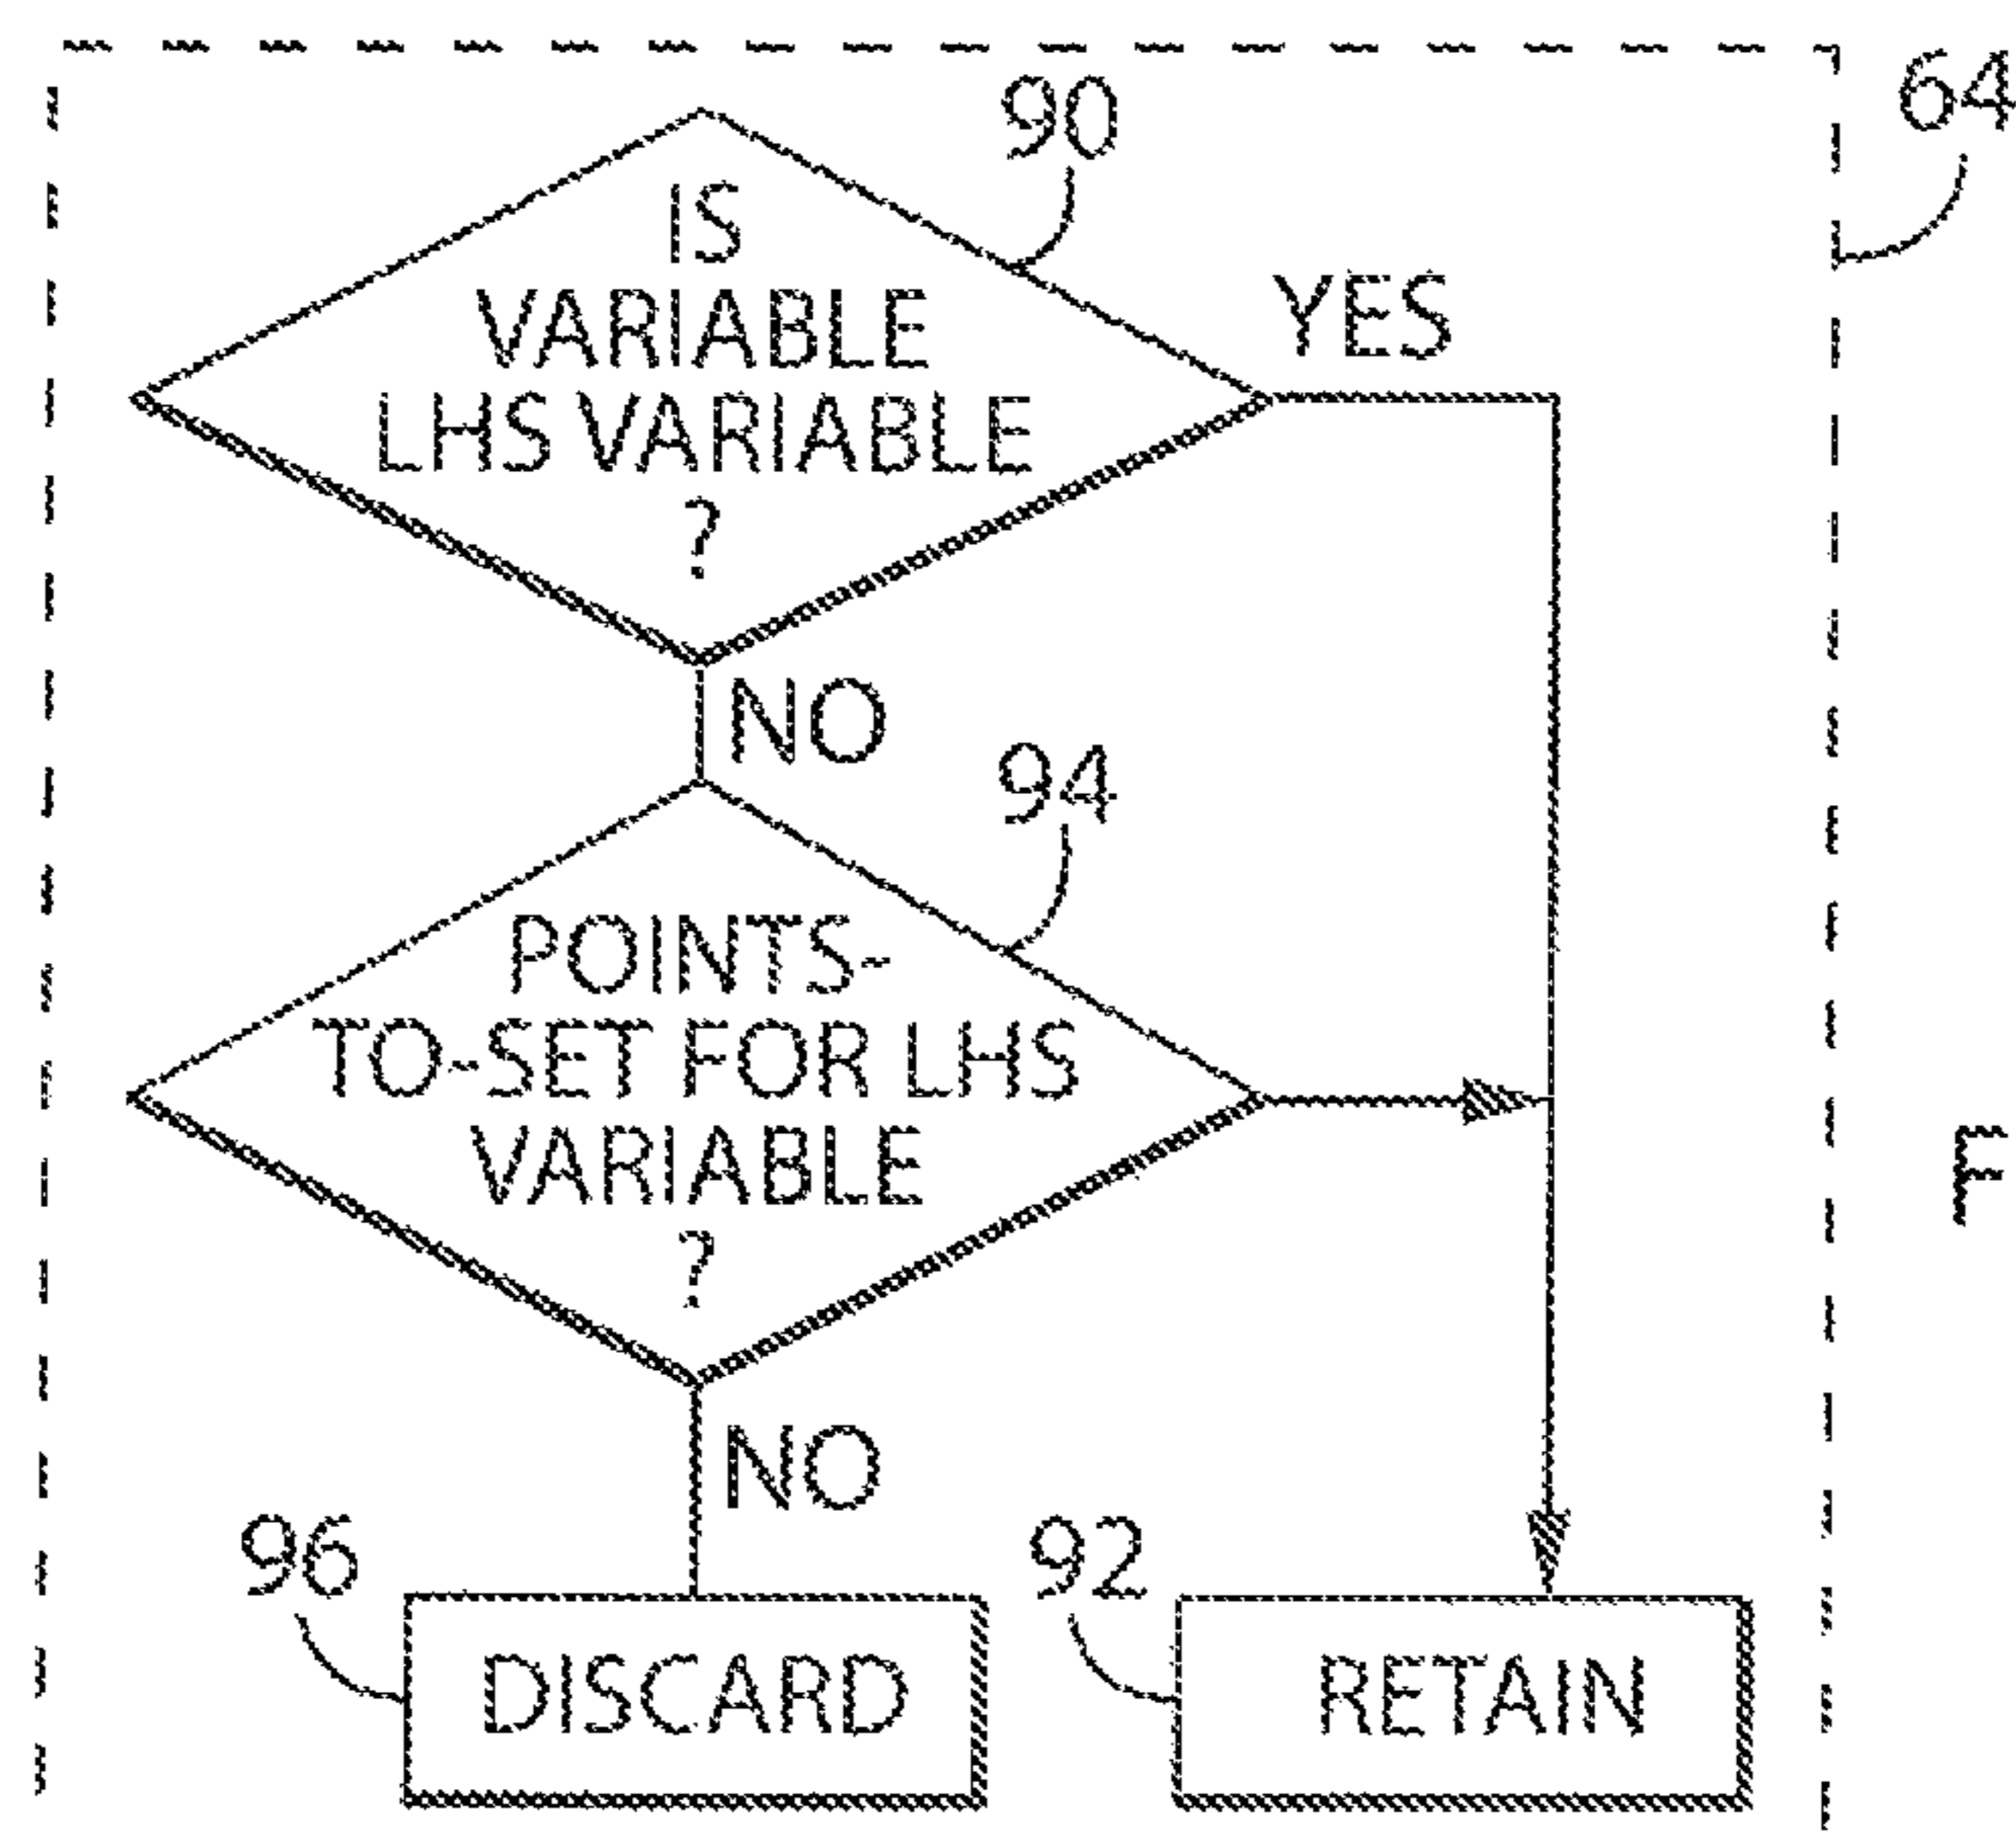 90
64
IS
VARIABLE
LHS VARIABLE
?
YES
NO
94
POINTS-
TO-SET FOR LHS
VARIABLE
?
F
NO
96
92
DISCARD
RETAIN